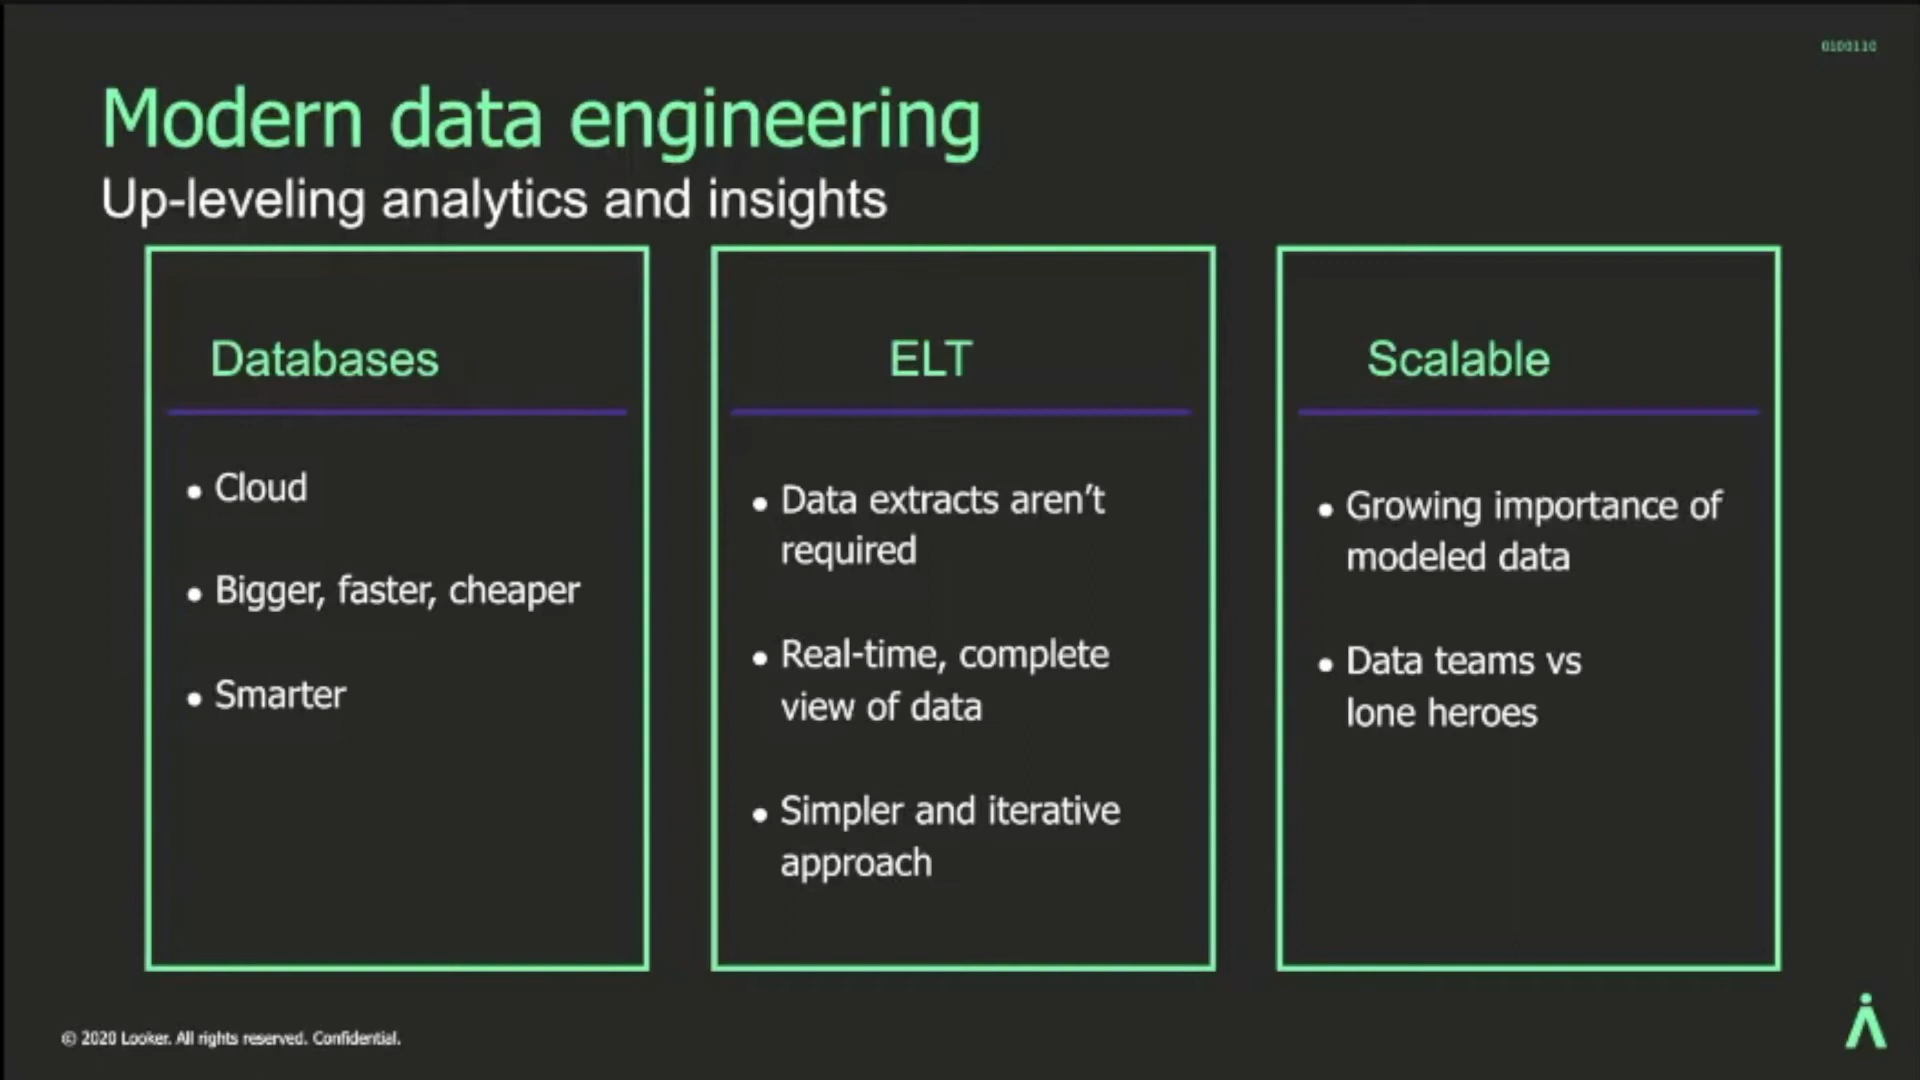 0100110
Modern data engineering
Up-leveling analytics and insights
Databases
• Cloud
• Bigger, faster, cheaper
• Smarter
ELT
• Data extracts aren’t
required
• Real-time, complete
view of data
• Simpler and iterative
approach
Scalable
• Growing importance of
modeled data
• Data teams vs
lone heroes
© 2020 Looker. All rights reserved. Confidential.